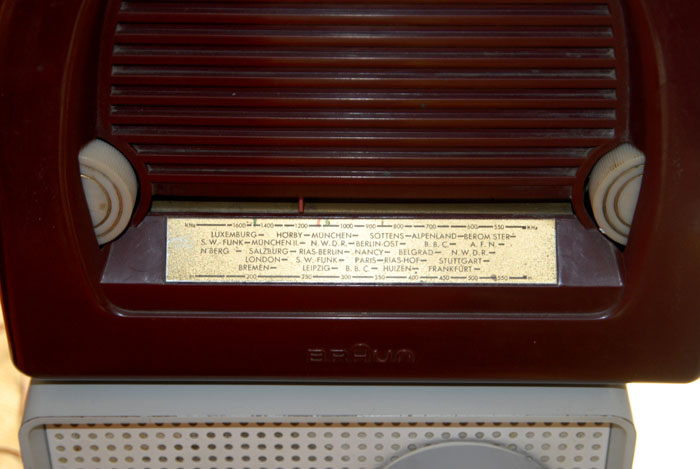 kHz 1600 1400 1200 1000 900 800 700 600 550 KHz
LUXEMBURG HÖRBY MÜNCHEN SOTTENS ALPENLAND BEROMSTER
S.W.-FUNK MÜNCHEN II. N.W.D.R. BERLIN-OST B.B.C. A.F.N.
N'BERG SALZBURG RIAS-BERLIN NANCY BELGRAD N.W.D.R.
LONDON S.W.FUNK PARIS RIAS-HOF STUTTGART
BREMEN LEIPZIG B.B.C HUIZEN FRANKFURT
200 250 300 350 400 450 500 550 m
BRAUN